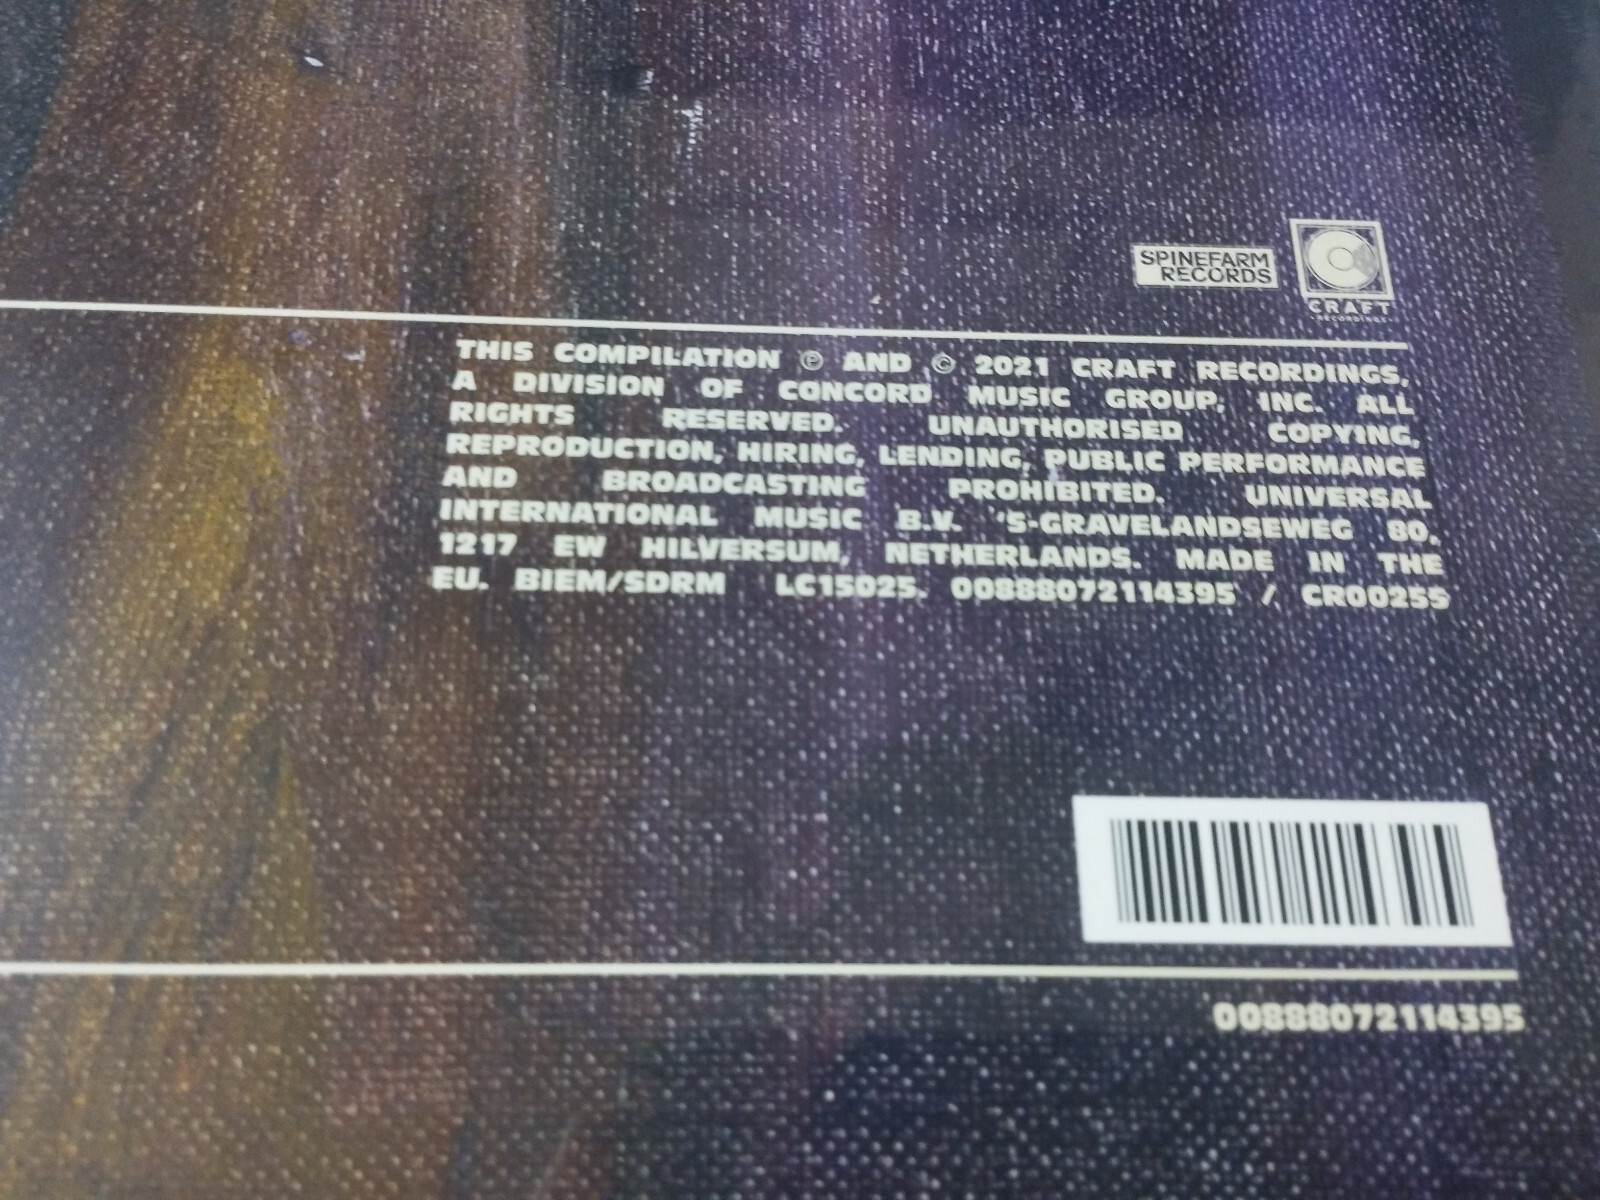 SPINEFARM
RECORDS
CRAFT
RECORDINGS
THIS COMPILATION ℗ AND © 2021 CRAFT RECORDINGS,
A DIVISION OF CONCORD MUSIC GROUP, INC. ALL
RIGHTS RESERVED. UNAUTHORISED COPYING,
REPRODUCTION, HIRING, LENDING, PUBLIC PERFORMANCE
AND BROADCASTING PROHIBITED. UNIVERSAL
INTERNATIONAL MUSIC B.V. 'S-GRAVELANDSEWEG 80,
1217 EW HILVERSUM, NETHERLANDS. MADE IN THE
EU. BIEM/SDRM LC15025. 00888072114395 / CR00255
00888072114395